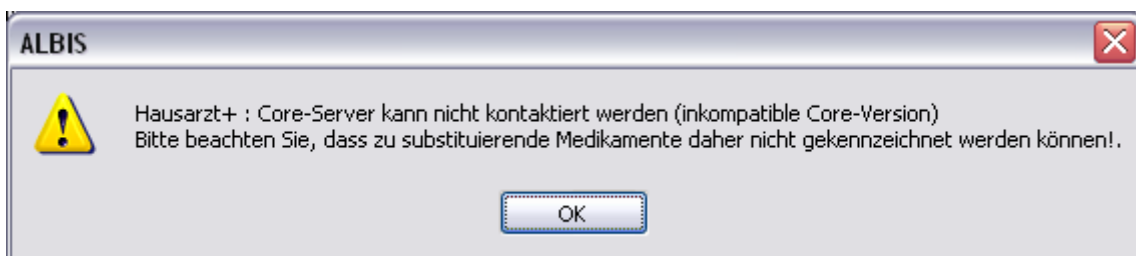 ALBIS
Hausarzt+ : Core-Server kann nicht kontaktiert werden (inkompatible Core-Version)
Bitte beachten Sie, dass zu substituierende Medikamente daher nicht gekennzeichnet werden können!.
OK